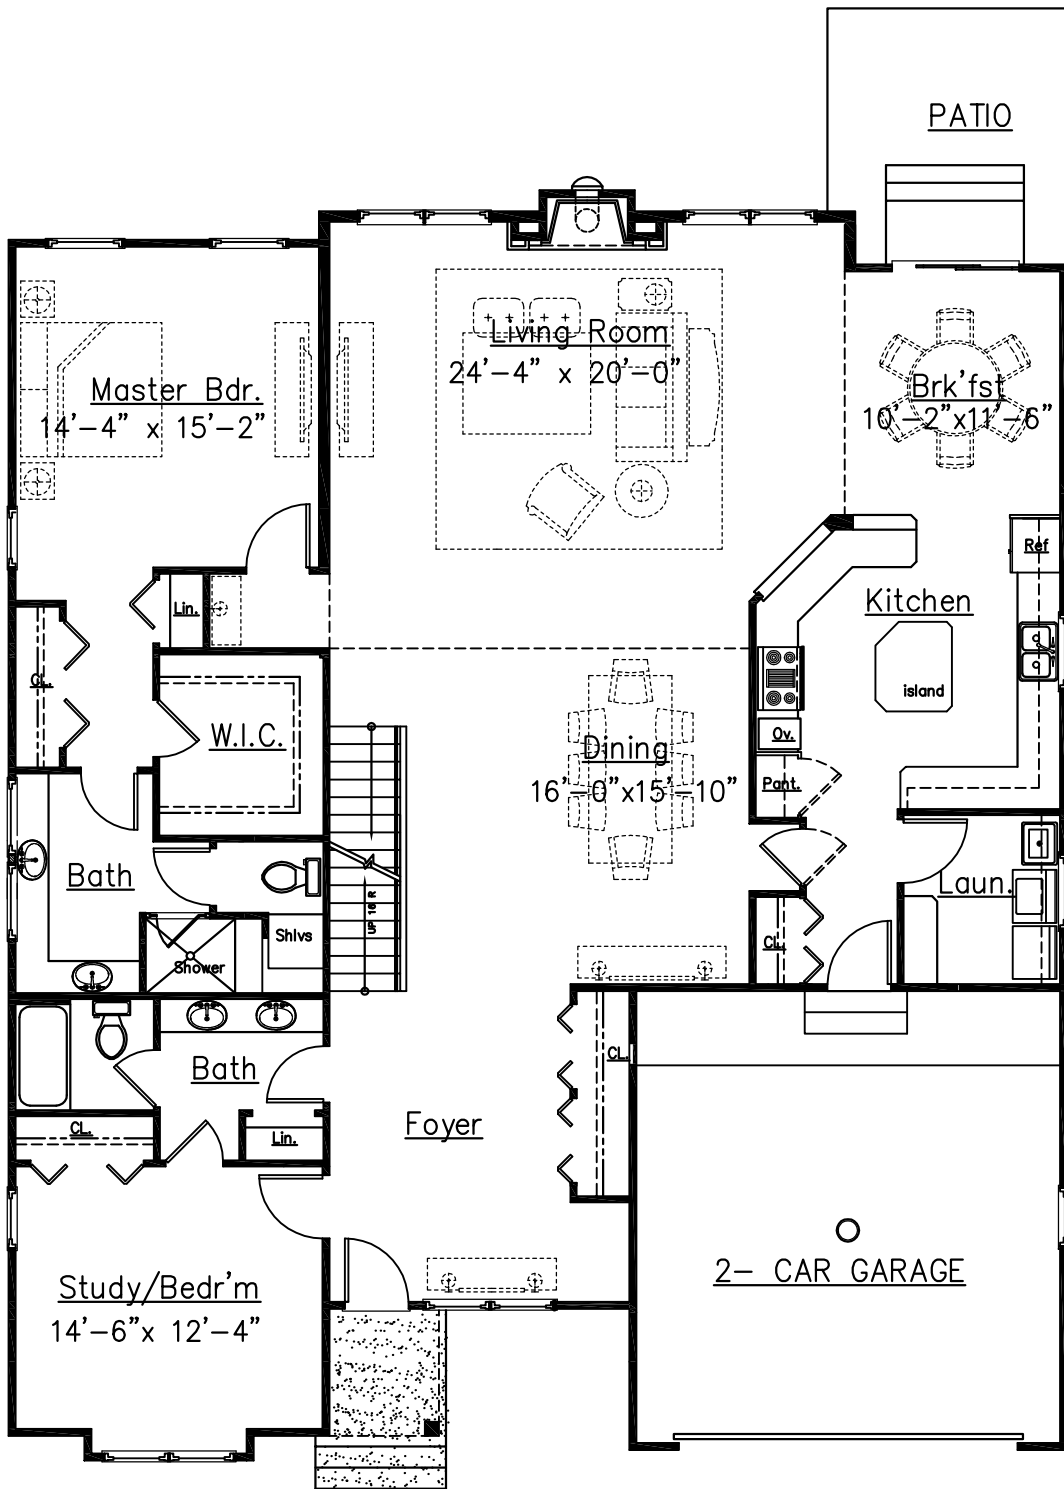 PATIO
Living Room
24'-4" x 20'-0"
Master Bdr.
14'-4" x 15'-2"
Brk'fst
10'-2"x11'-6"
Ref
Kitchen
Lin.
CL.
island
W.I.C.
Ov.
Dining
16'-0"x15'-10"
Pant.
Bath
Laun.
UP 16 R
Shlvs
CL.
Shower
Bath
CL.
Foyer
CL.
Lin.
2- CAR GARAGE
Study/Bedr'm
14'-6"x 12'-4"